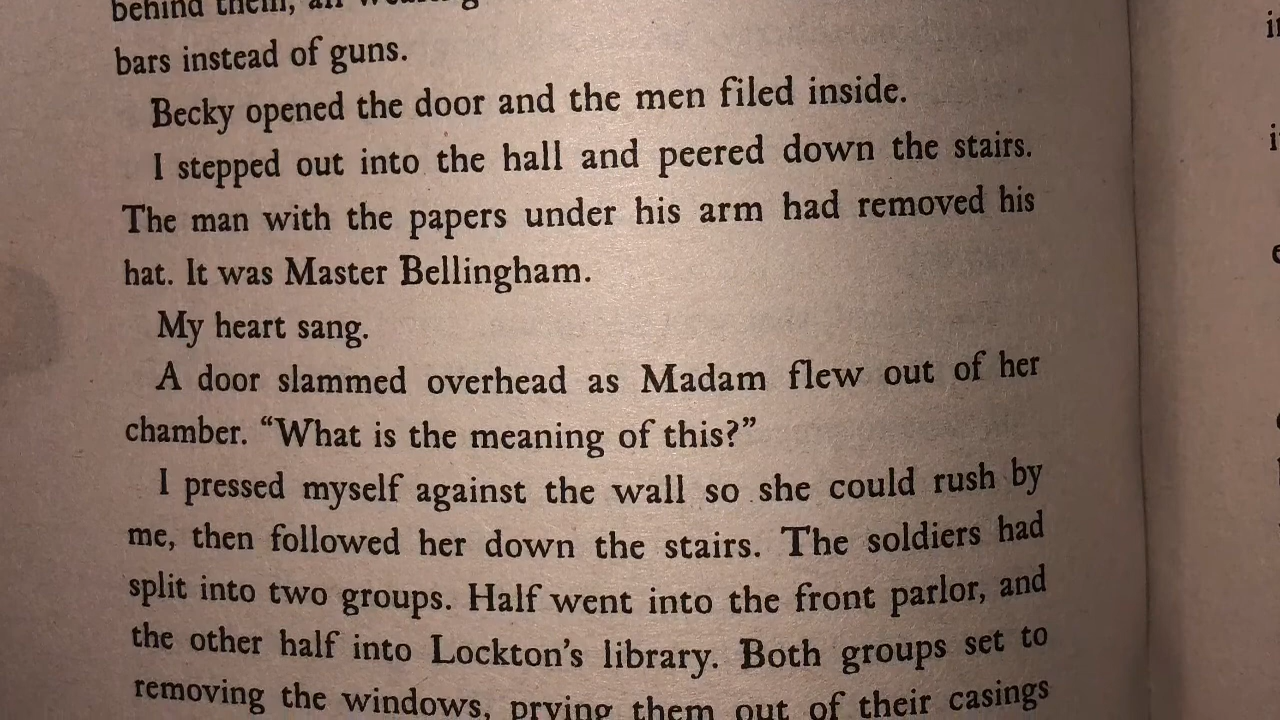 behind them, all
bars instead of guns.
Becky opened the door and the men filed inside.
I stepped out into the hall and peered down the stairs.
The man with the papers under his arm had removed his
hat. It was Master Bellingham.
My heart sang.
A door slammed overhead as Madam flew out of her
chamber. “What is the meaning of this?”
I pressed myself against the wall so she could rush by
me, then followed her down the stairs. The soldiers had
split into two groups. Half went into the front parlor, and
the other half into Lockton’s library. Both groups set to
removing the windows, prying them out of their casings